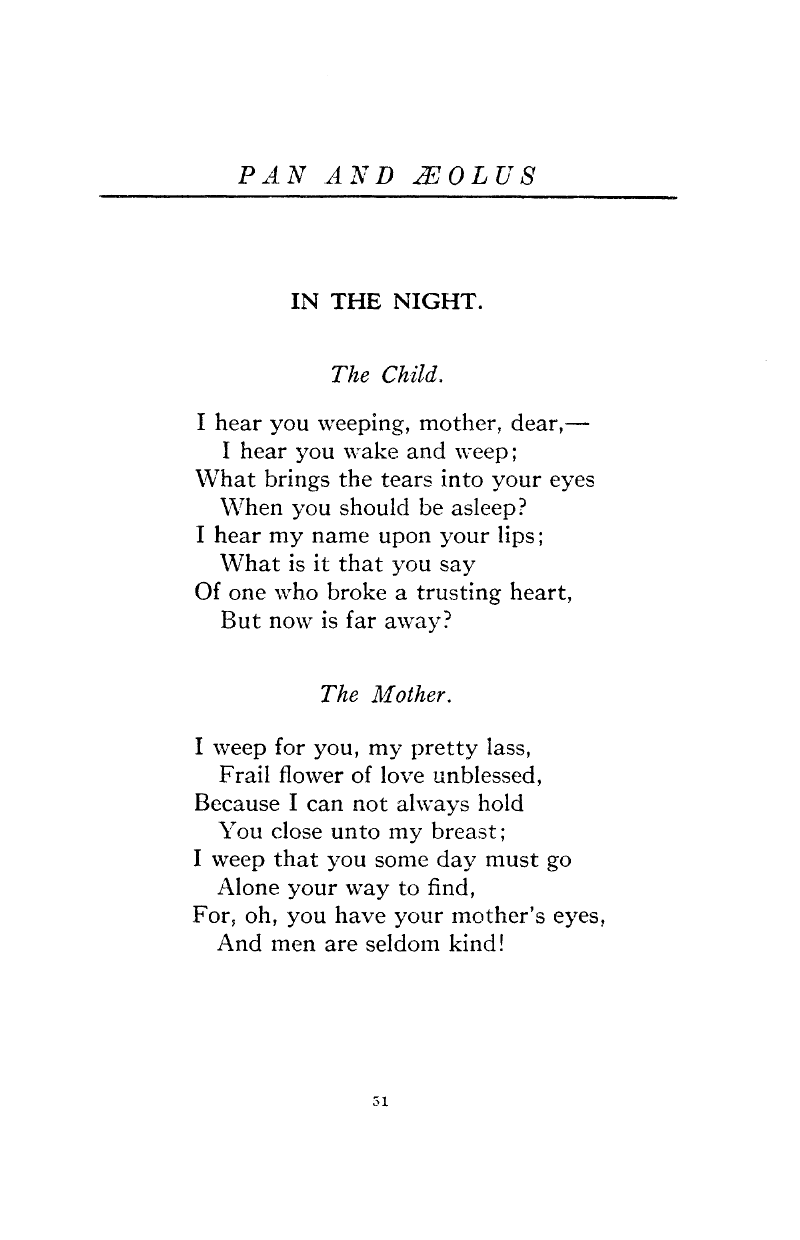 PAN AND ÆOLUS
IN THE NIGHT.
The Child.
I hear you weeping, mother, dear,—
I hear you wake and weep;
What brings the tears into your eyes
When you should be asleep?
I hear my name upon your lips;
What is it that you say
Of one who broke a trusting heart,
But now is far away?
The Mother.
I weep for you, my pretty lass,
Frail flower of love unblessed,
Because I can not always hold
You close unto my breast;
I weep that you some day must go
Alone your way to find,
For, oh, you have your mother's eyes,
And men are seldom kind!
51